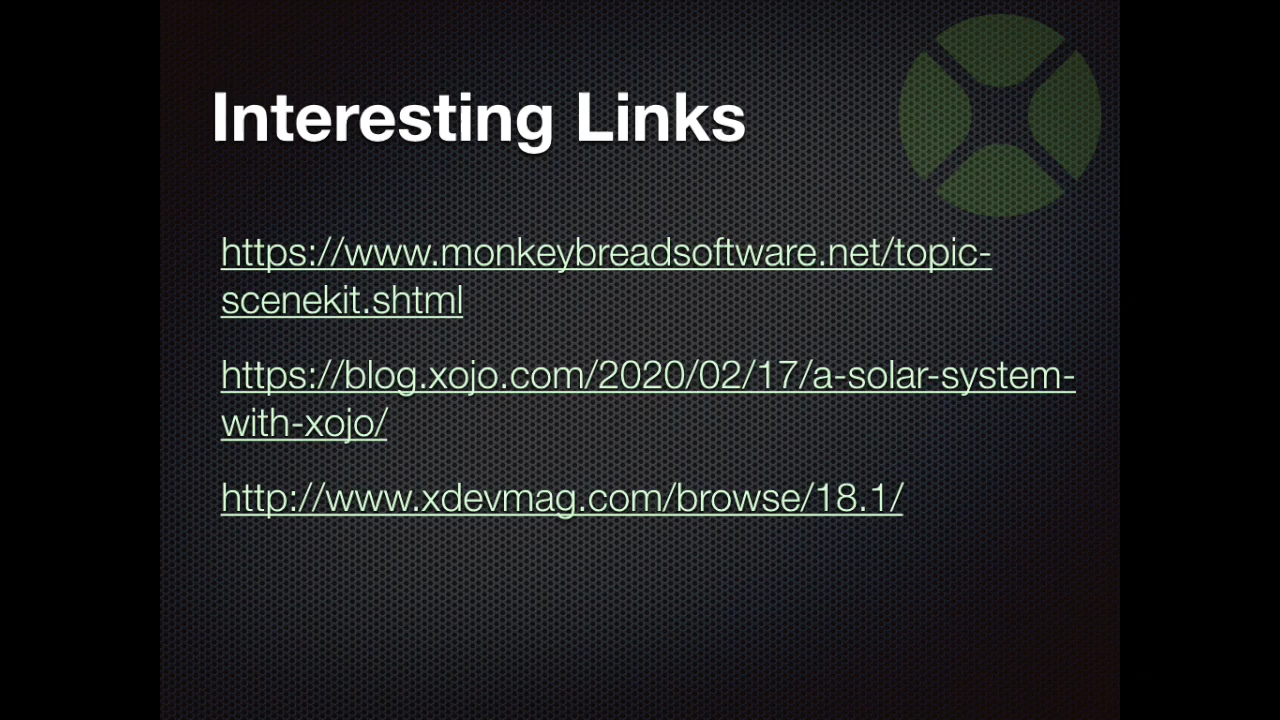 Interesting Links
https://www.monkeybreadsoftware.net/topic-
scenekit.shtml
https://blog.xojo.com/2020/02/17/a-solar-system-
with-xojo/
http://www.xdevmag.com/browse/18.1/